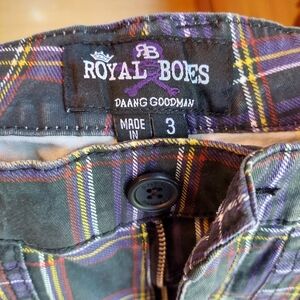 RB
ROYAL BONES
DAANG GOODMAN
MADE
IN
3